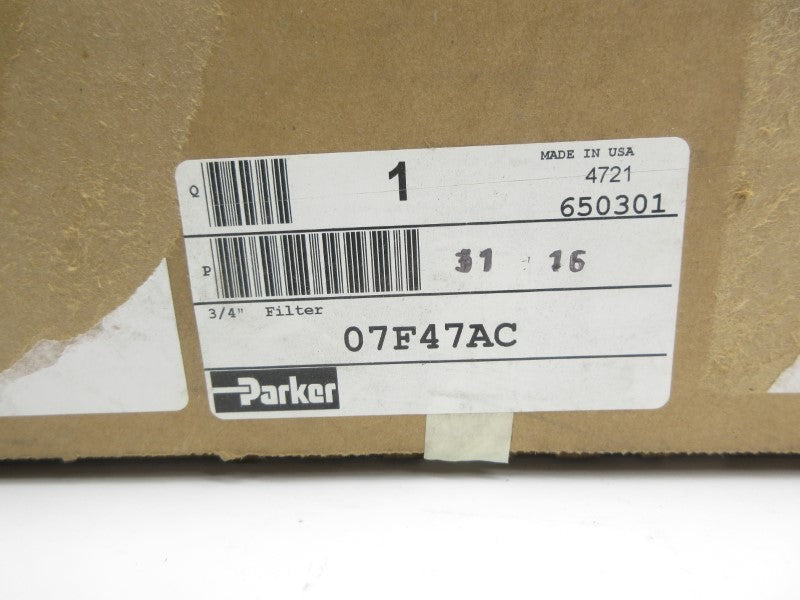 Q 1 MADE IN USA
4721
650301
P 31 16
3/4" Filter
07F47AC
Parker